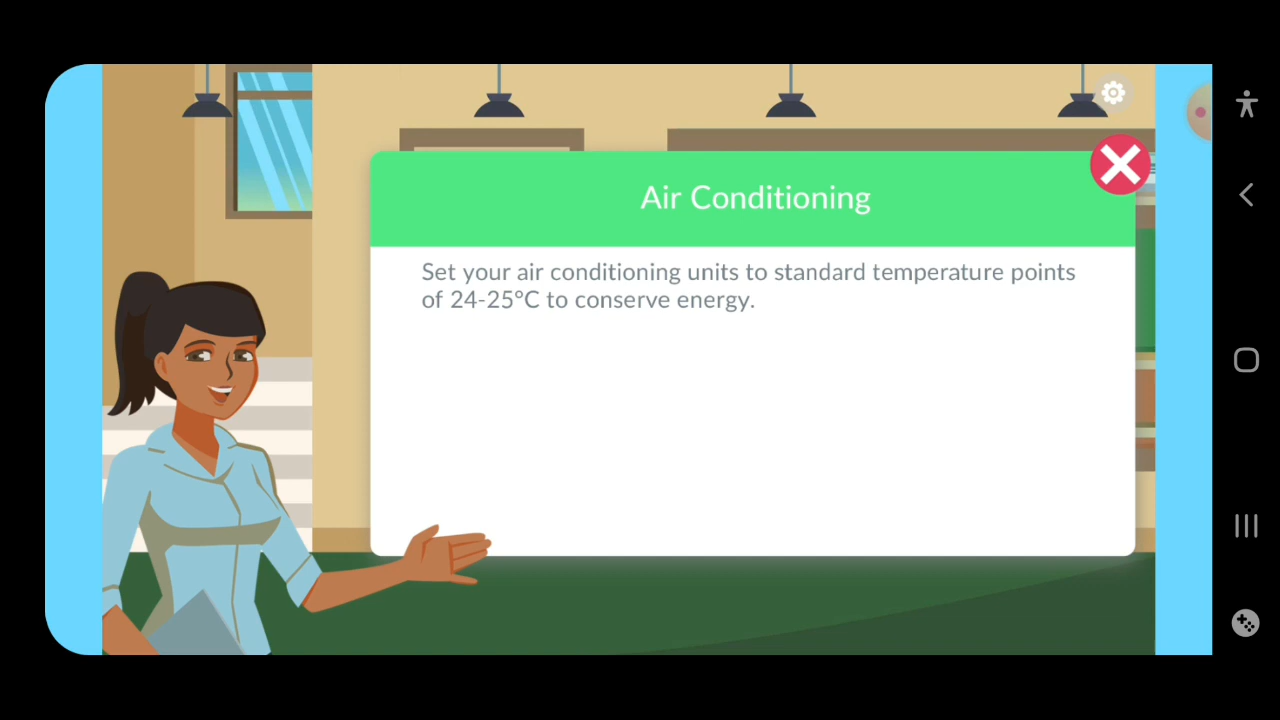 Air Conditioning
Set your air conditioning units to standard temperature points
of 24-25°C to conserve energy.